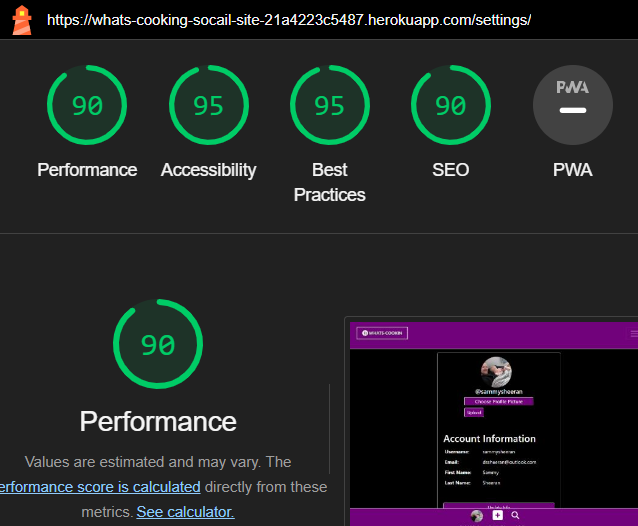 https://whats-cooking-socail-site-21a4223c5487.herokuapp.com/settings/
90
95
95
90
PWA
Performance
Accessibility
Best
Practices
SEO
PWA
90
Performance
Values are estimated and may vary. The
erformance score is calculated directly from these
metrics. See calculator.
WHATS-COOKIN
@sammysheeran
Choose Profile Picture
Upload
Account Information
Username: sammysheeran
Email:
First Name: Sammy
Last Name: Sheeran